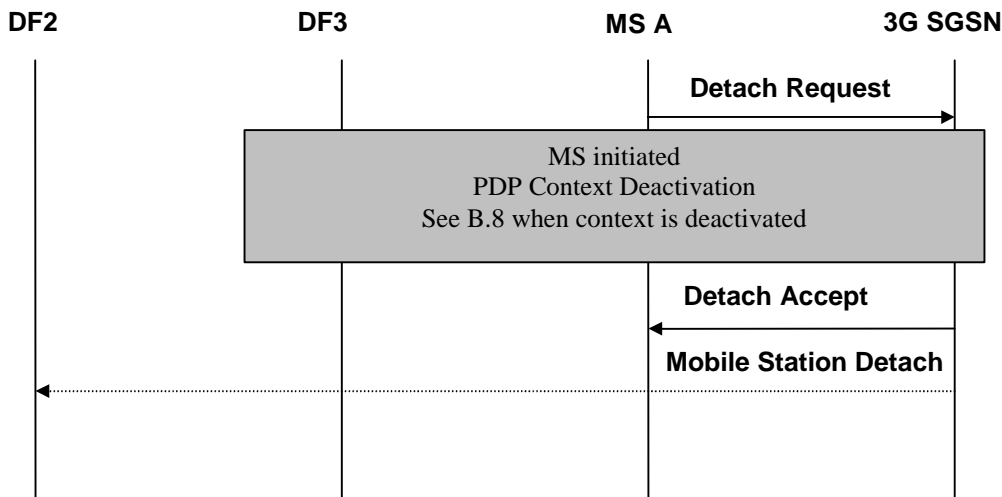 DF2
DF3
MS A
3G SGSN
Detach Request
MS initiated
PDP Context Deactivation
See B.8 when context is deactivated
Detach Accept
Mobile Station Detach